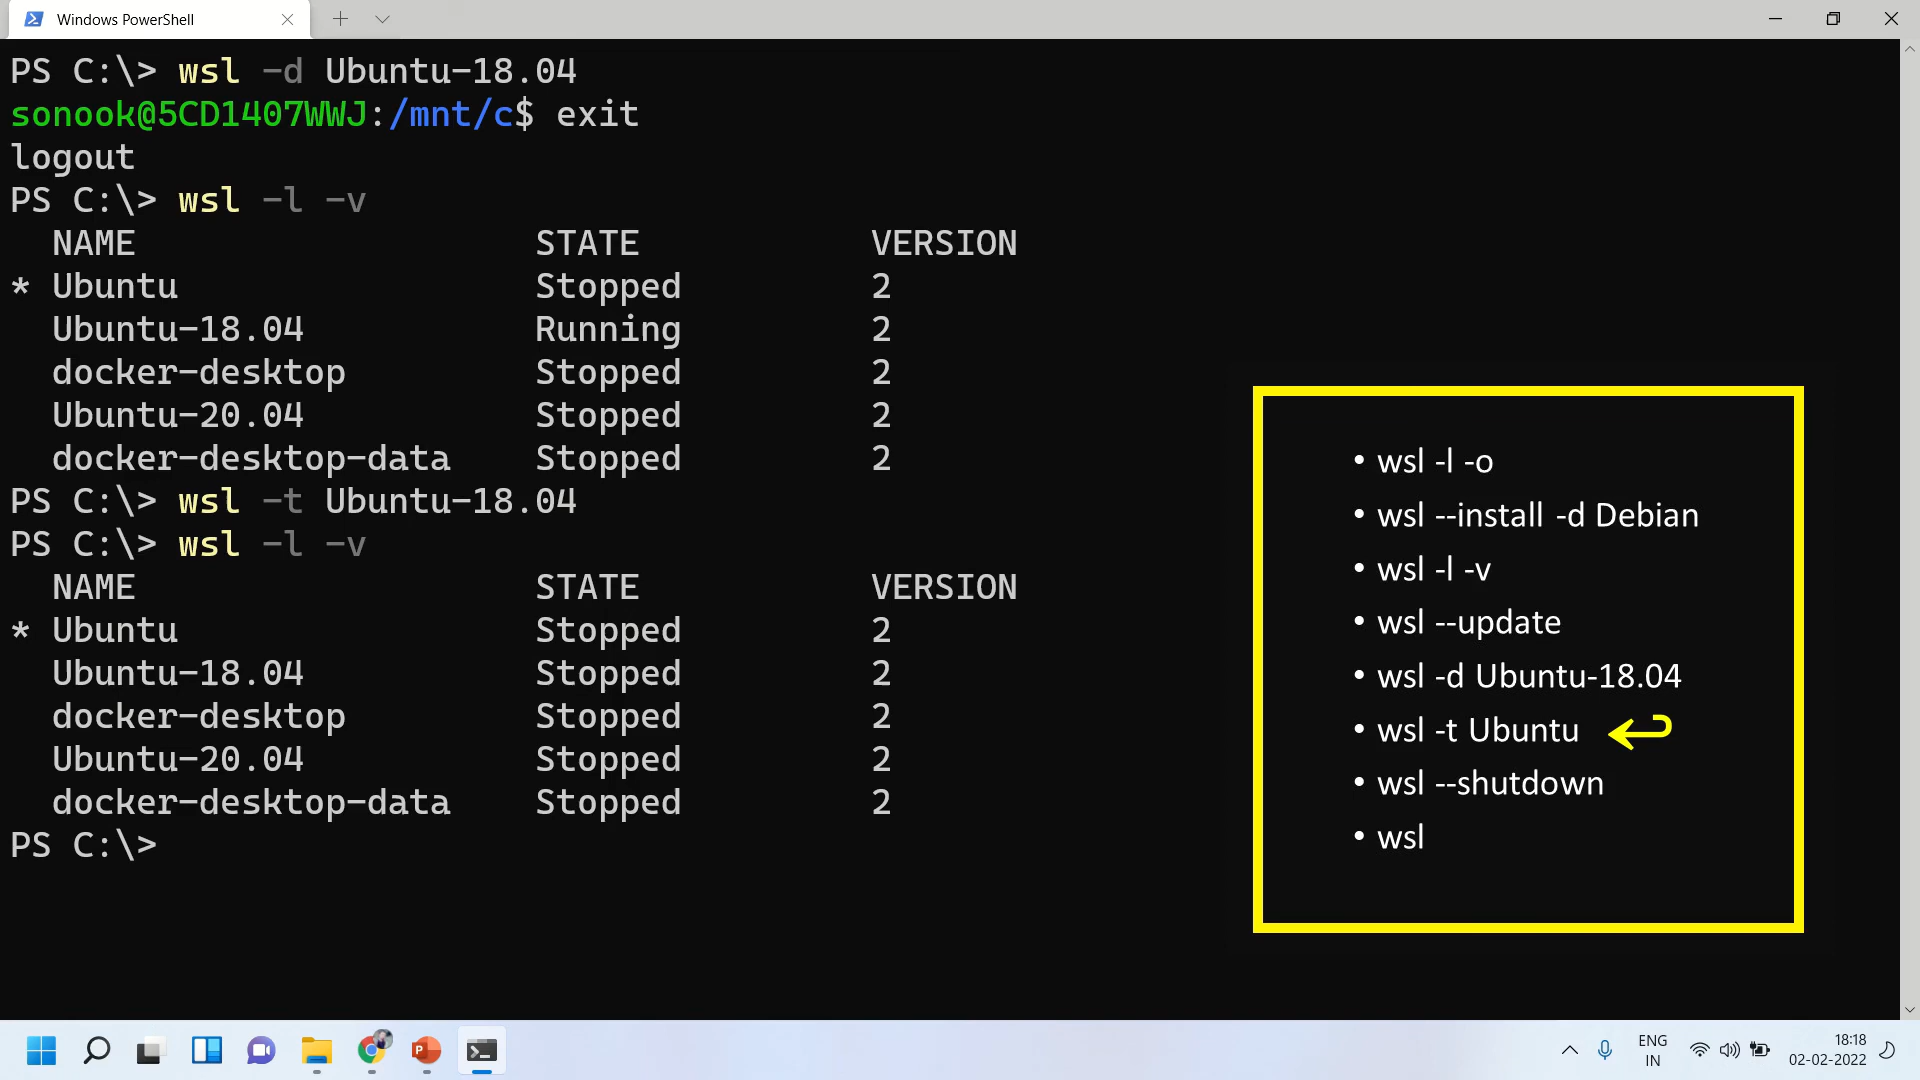 Windows PowerShell
PS C:\> wsl -d Ubuntu-18.04
sonook@5CD1407WWJ:/mnt/c$ exit
logout
PS C:\> wsl -l -v
NAME STATE VERSION
* Ubuntu Stopped 2
Ubuntu-18.04 Running 2
docker-desktop Stopped 2
Ubuntu-20.04 Stopped 2
docker-desktop-data Stopped 2
PS C:\> wsl -t Ubuntu-18.04
PS C:\> wsl -l -v
NAME STATE VERSION
* Ubuntu Stopped 2
Ubuntu-18.04 Stopped 2
docker-desktop Stopped 2
Ubuntu-20.04 Stopped 2
docker-desktop-data Stopped 2
PS C:\>
• wsl -l -o
• wsl --install -d Debian
• wsl -l -v
• wsl --update
• wsl -d Ubuntu-18.04
• wsl -t Ubuntu
• wsl --shutdown
• wsl
ENG
IN
18:18
02-02-2022